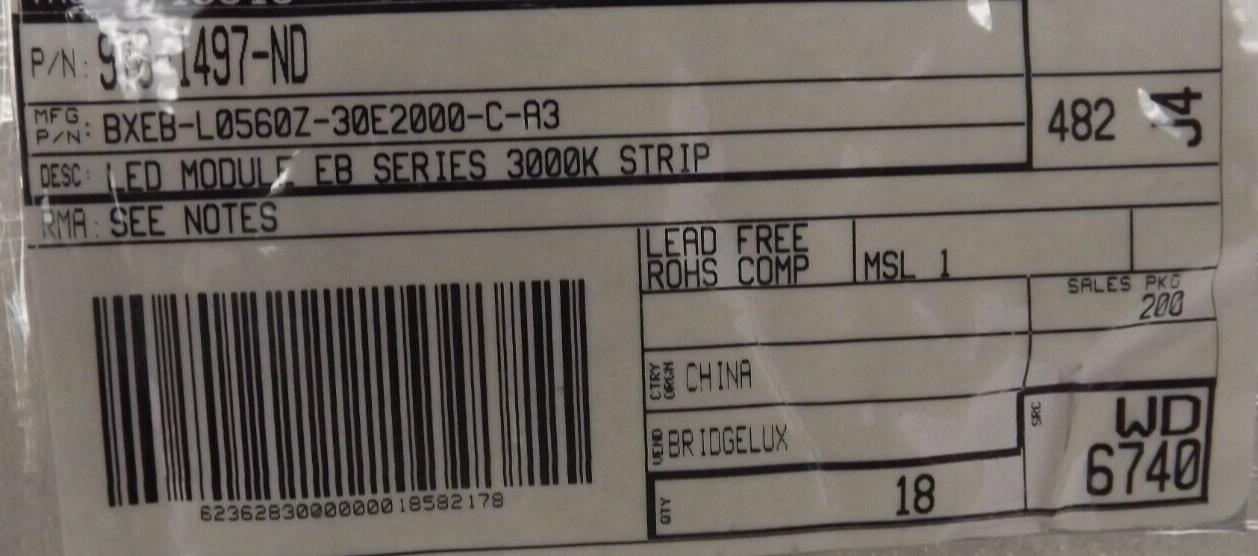 P/N: 976-1497-ND
MFG P/N: BXEB-L0560Z-30E2000-C-A3
DESC: LED MODULE EB SERIES 3000K STRIP
482 J4
RMA: SEE NOTES
LEAD FREE
ROHS COMP
MSL 1
SALES PKG
200
CTRY ORGN CHINA
VEND BRIDGELUX
SRC WD
6740
QTY 18